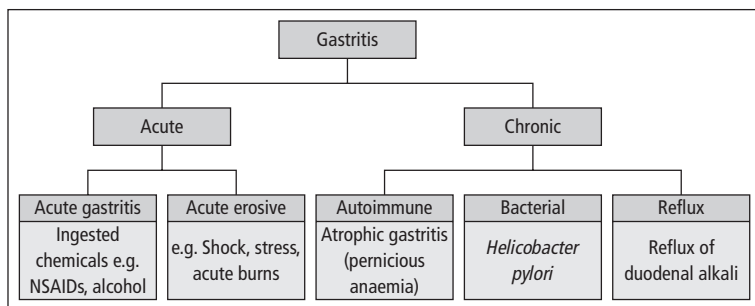 Gastritis
Acute
Chronic
Acute gastritis
Ingested
chemicals e.g.
NSAIDs, alcohol
Acute erosive
e.g. Shock, stress,
acute burns
Autoimmune
Atrophic gastritis
(pernicious
anaemia)
Bacterial
Helicobacter
pylori
Reflux
Reflux of
duodenal alkali